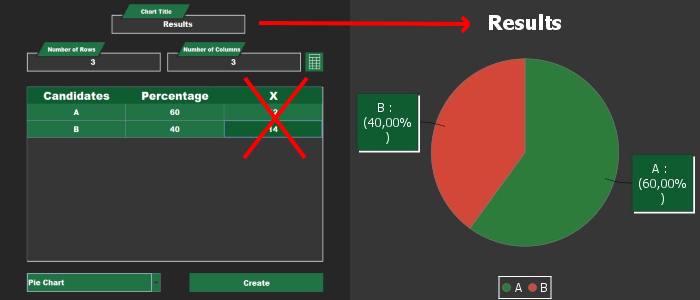 Chart Title
Results
Number of Rows
3
Number of Columns
3
Candidates Percentage X
A 60
B 40 14
Pie Chart
Create
Results
B :
(40,00%
)
A :
(60,00%
)
A B